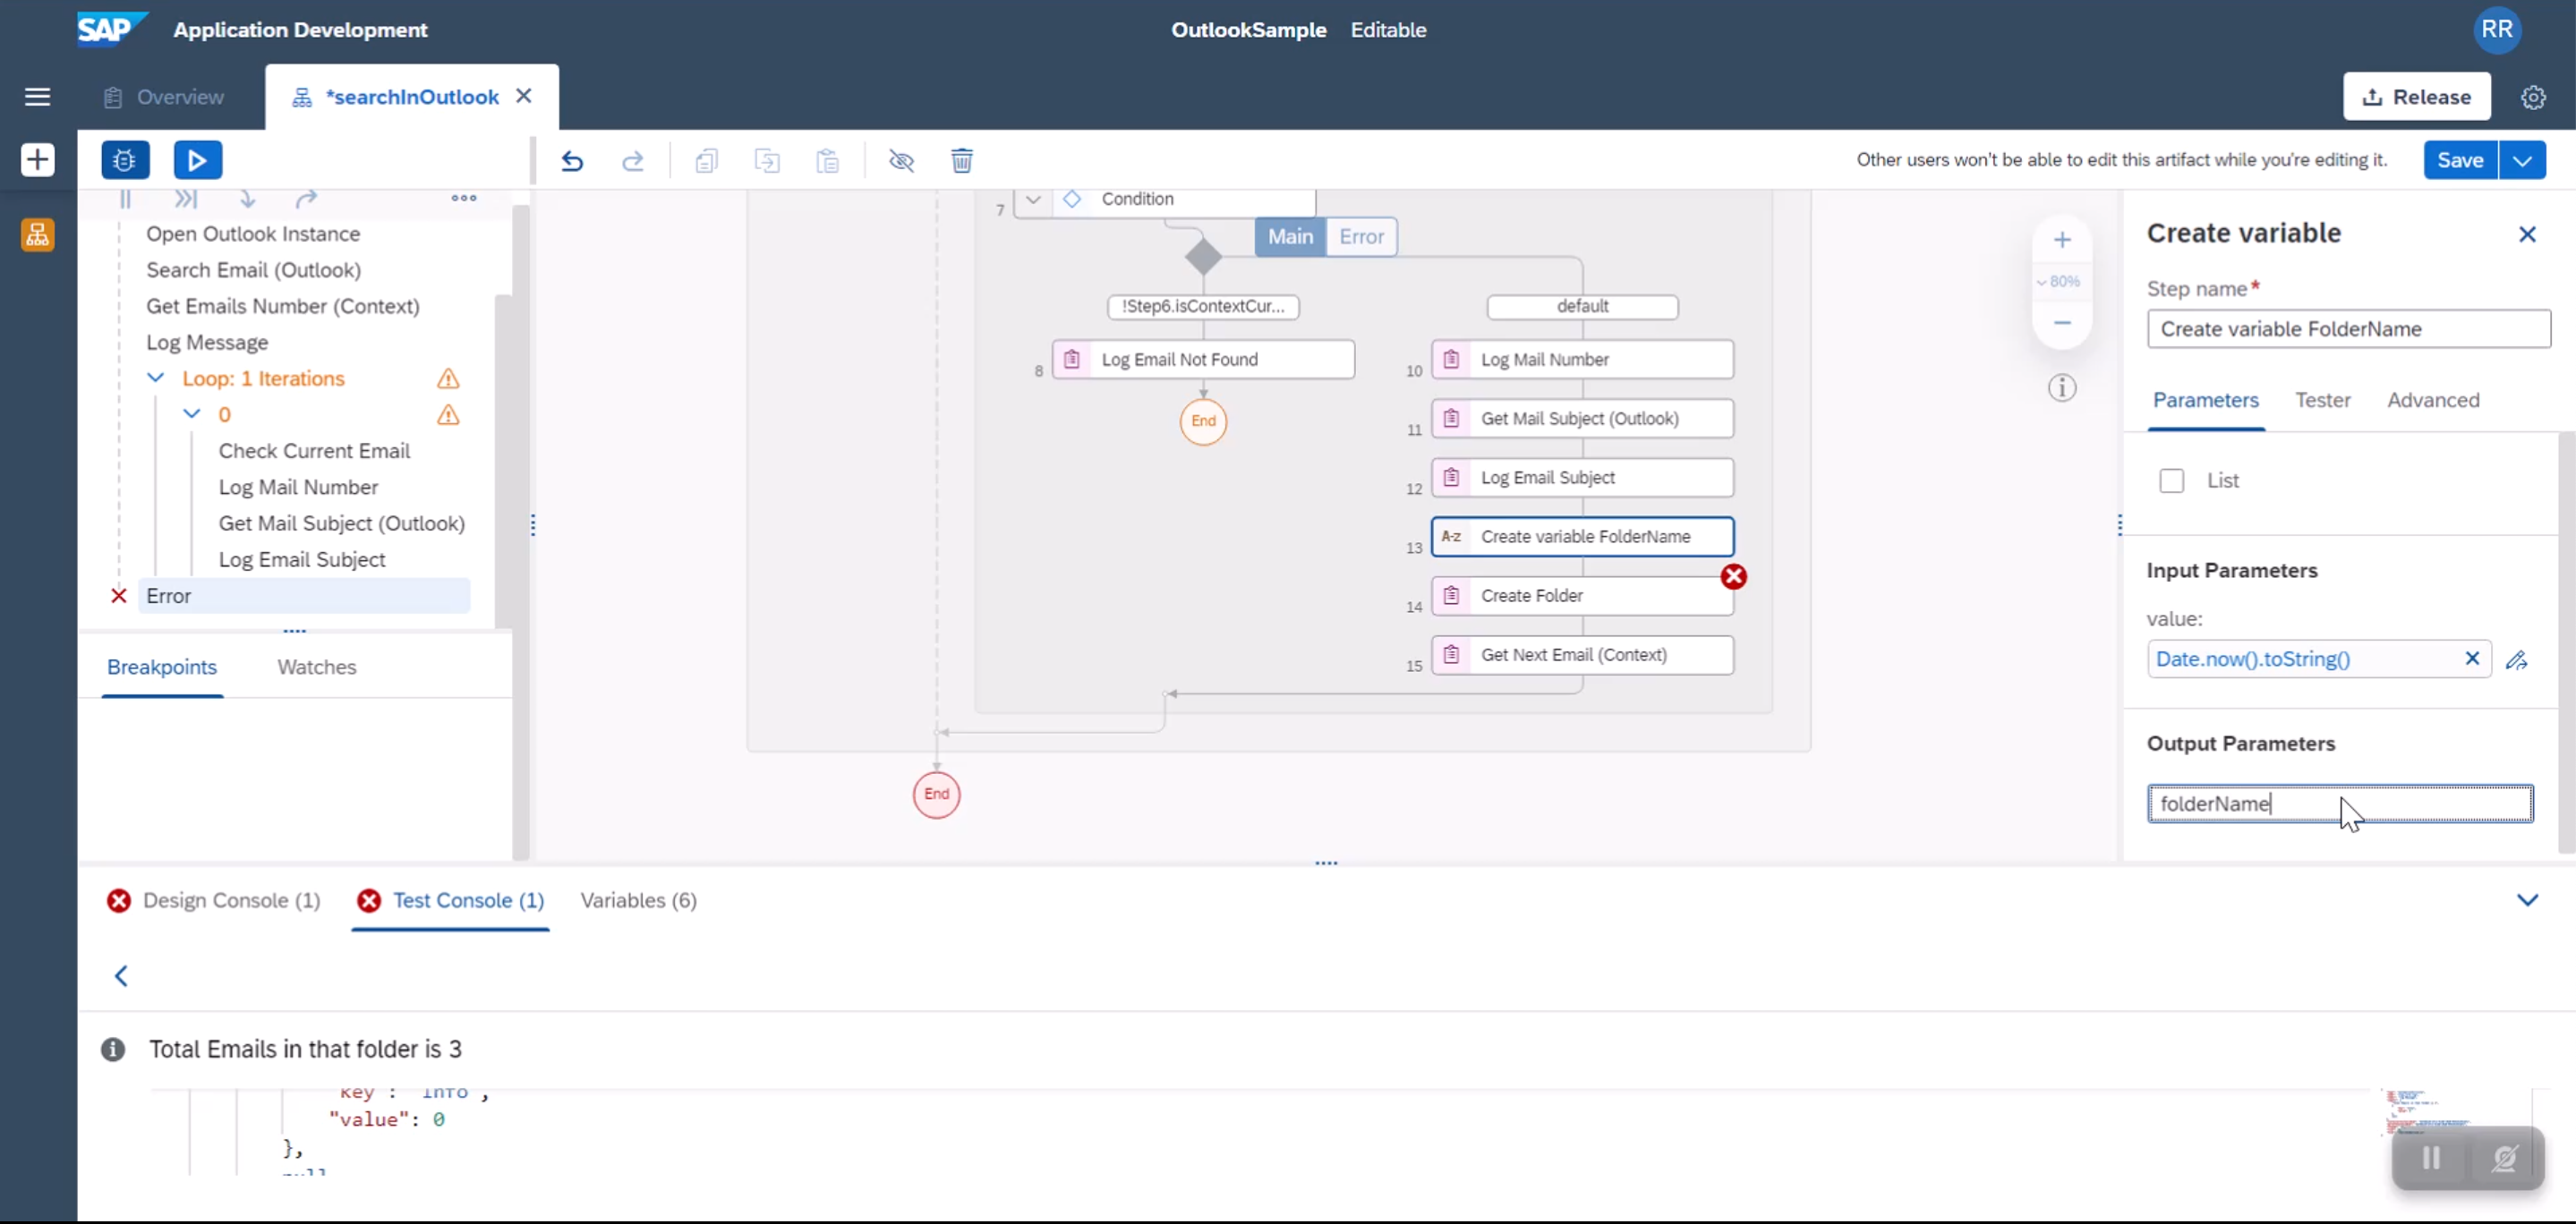 SAP Application Development
OutlookSample Editable
RR
Overview
*searchInOutlook
Release
Other users won't be able to edit this artifact while you're editing it.
Save
Open Outlook Instance
Search Email (Outlook)
Get Emails Number (Context)
Log Message
Loop: 1 Iterations
0
Check Current Email
Log Mail Number
Get Mail Subject (Outlook)
Log Email Subject
Error
Breakpoints
Watches
7
Condition
Main
Error
!Step6.isContextCur...
default
8
Log Email Not Found
End
10
Log Mail Number
11
Get Mail Subject (Outlook)
12
Log Email Subject
13
A-z
Create variable FolderName
14
Create Folder
15
Get Next Email (Context)
End
80%
Create variable
Step name*
Create variable FolderName
Parameters
Tester
Advanced
List
Input Parameters
value:
Date.now().toString()
Output Parameters
folderName
Design Console (1)
Test Console (1)
Variables (6)
Total Emails in that folder is 3
key : info ,
"value": 0
},